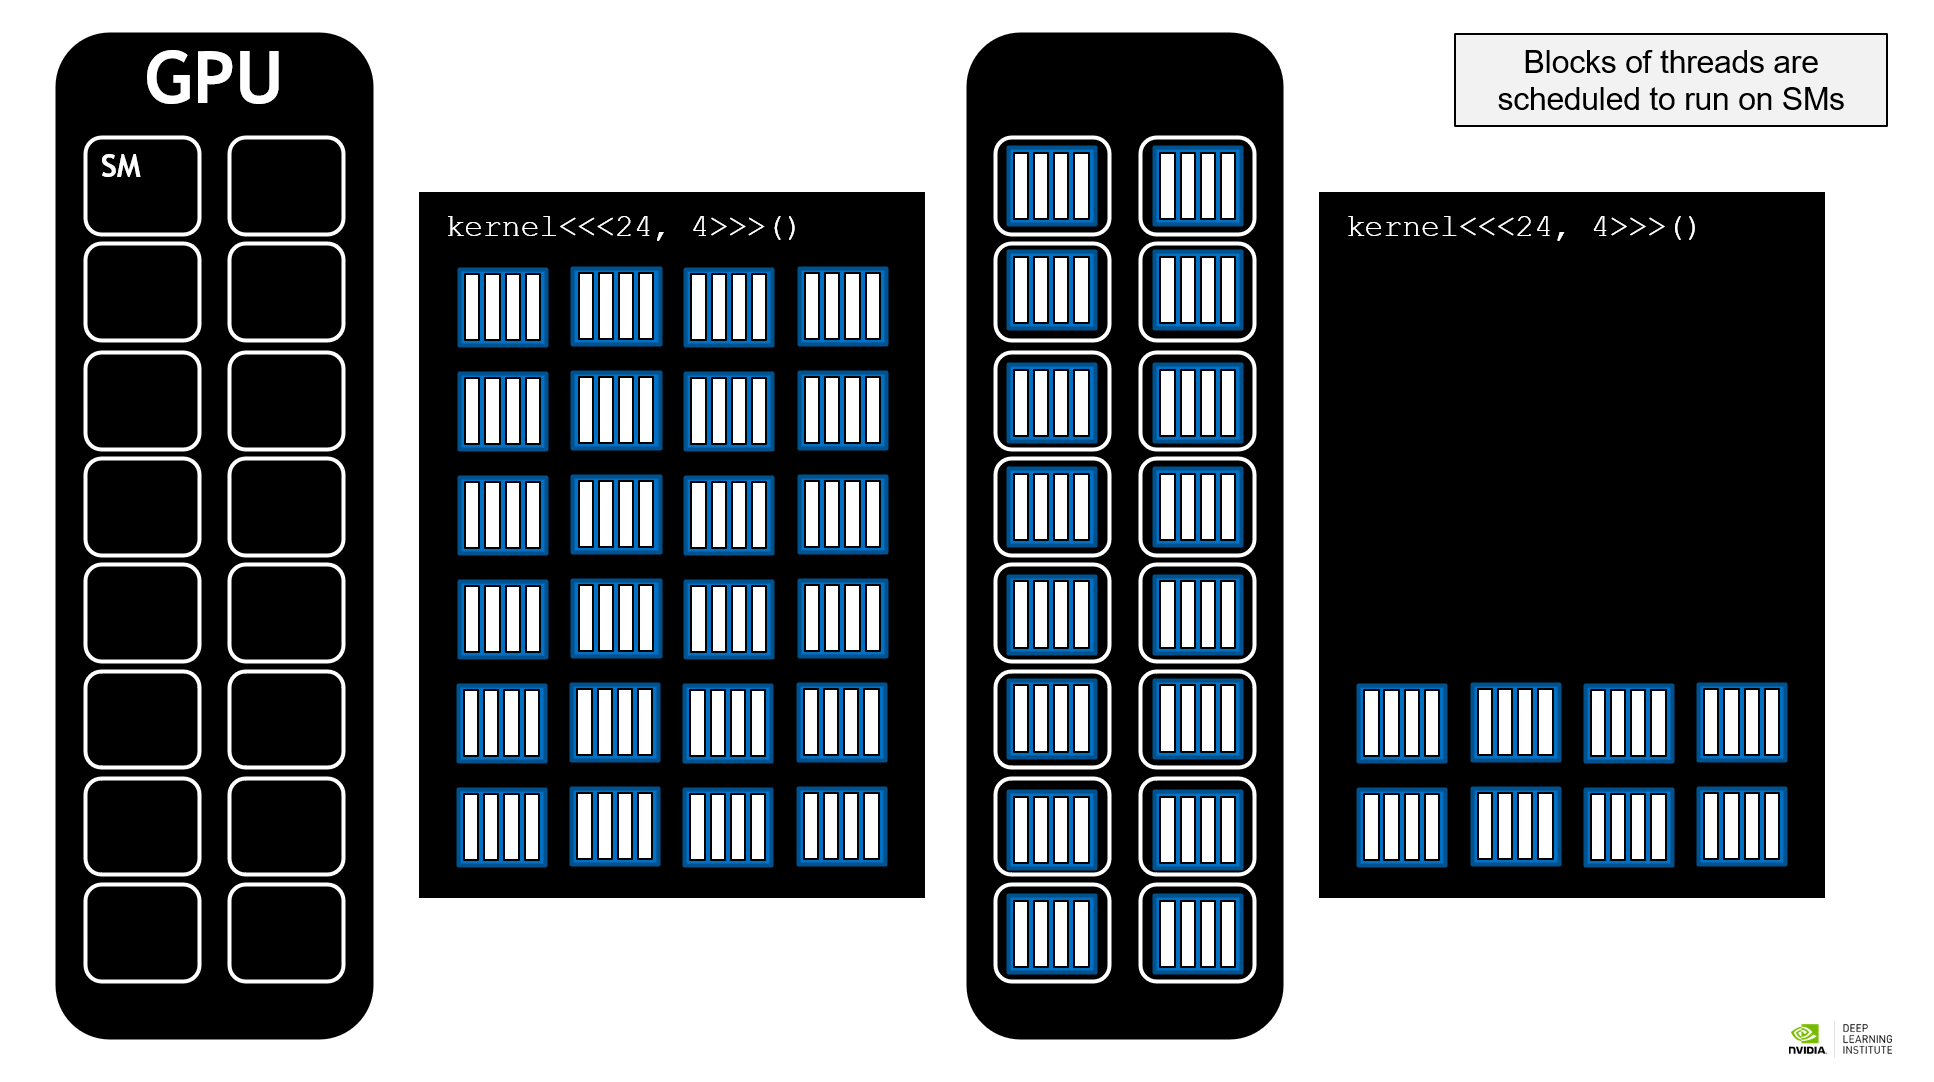 GPU
SM
kernel<<<24, 4>>>()
Blocks of threads are
scheduled to run on SMs
kernel<<<24, 4>>>()
NVIDIA
DEEP
LEARNING
INSTITUTE